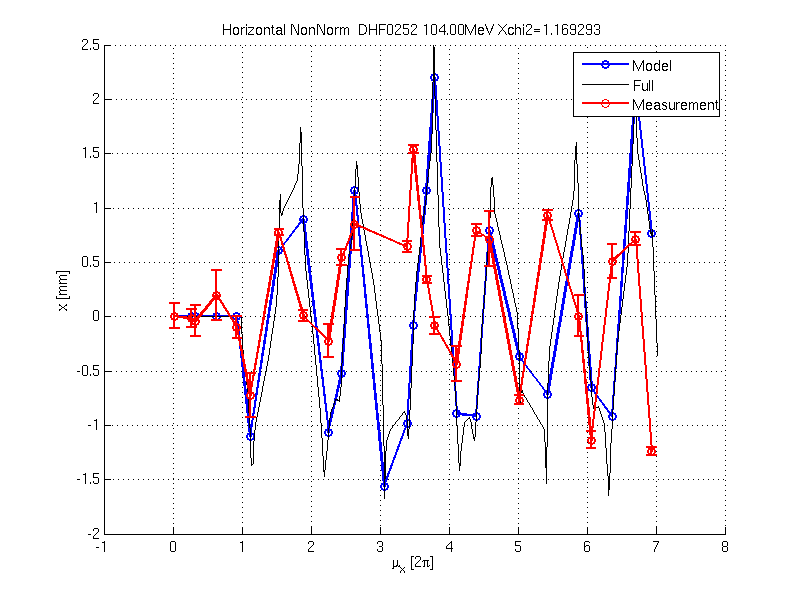 Horizontal NonNorm DHF0252 104.00MeV Xchi2=1.169293
Model
Full
Measurement
2.5
2
1.5
1
0.5
0
-0.5
-1
-1.5
-2
x [mm]
-1 0 1 2 3 4 5 6 7 8
μx [2π]